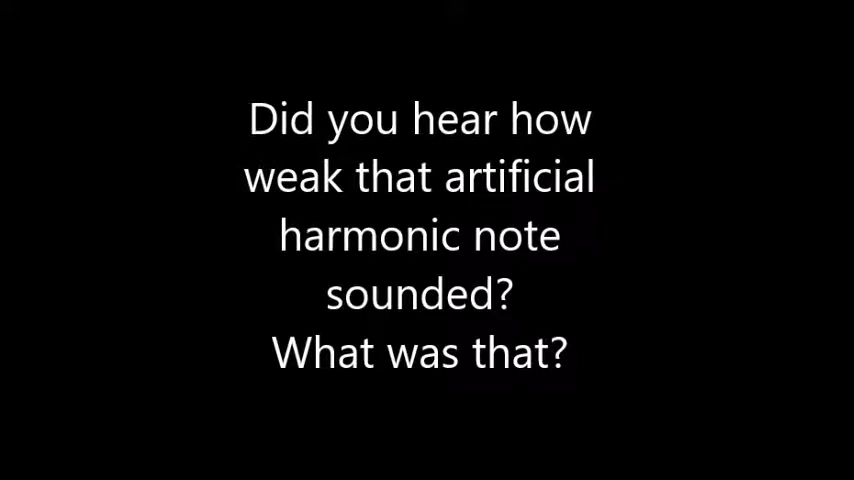 Did you hear how
weak that artificial
harmonic note
sounded?
What was that?